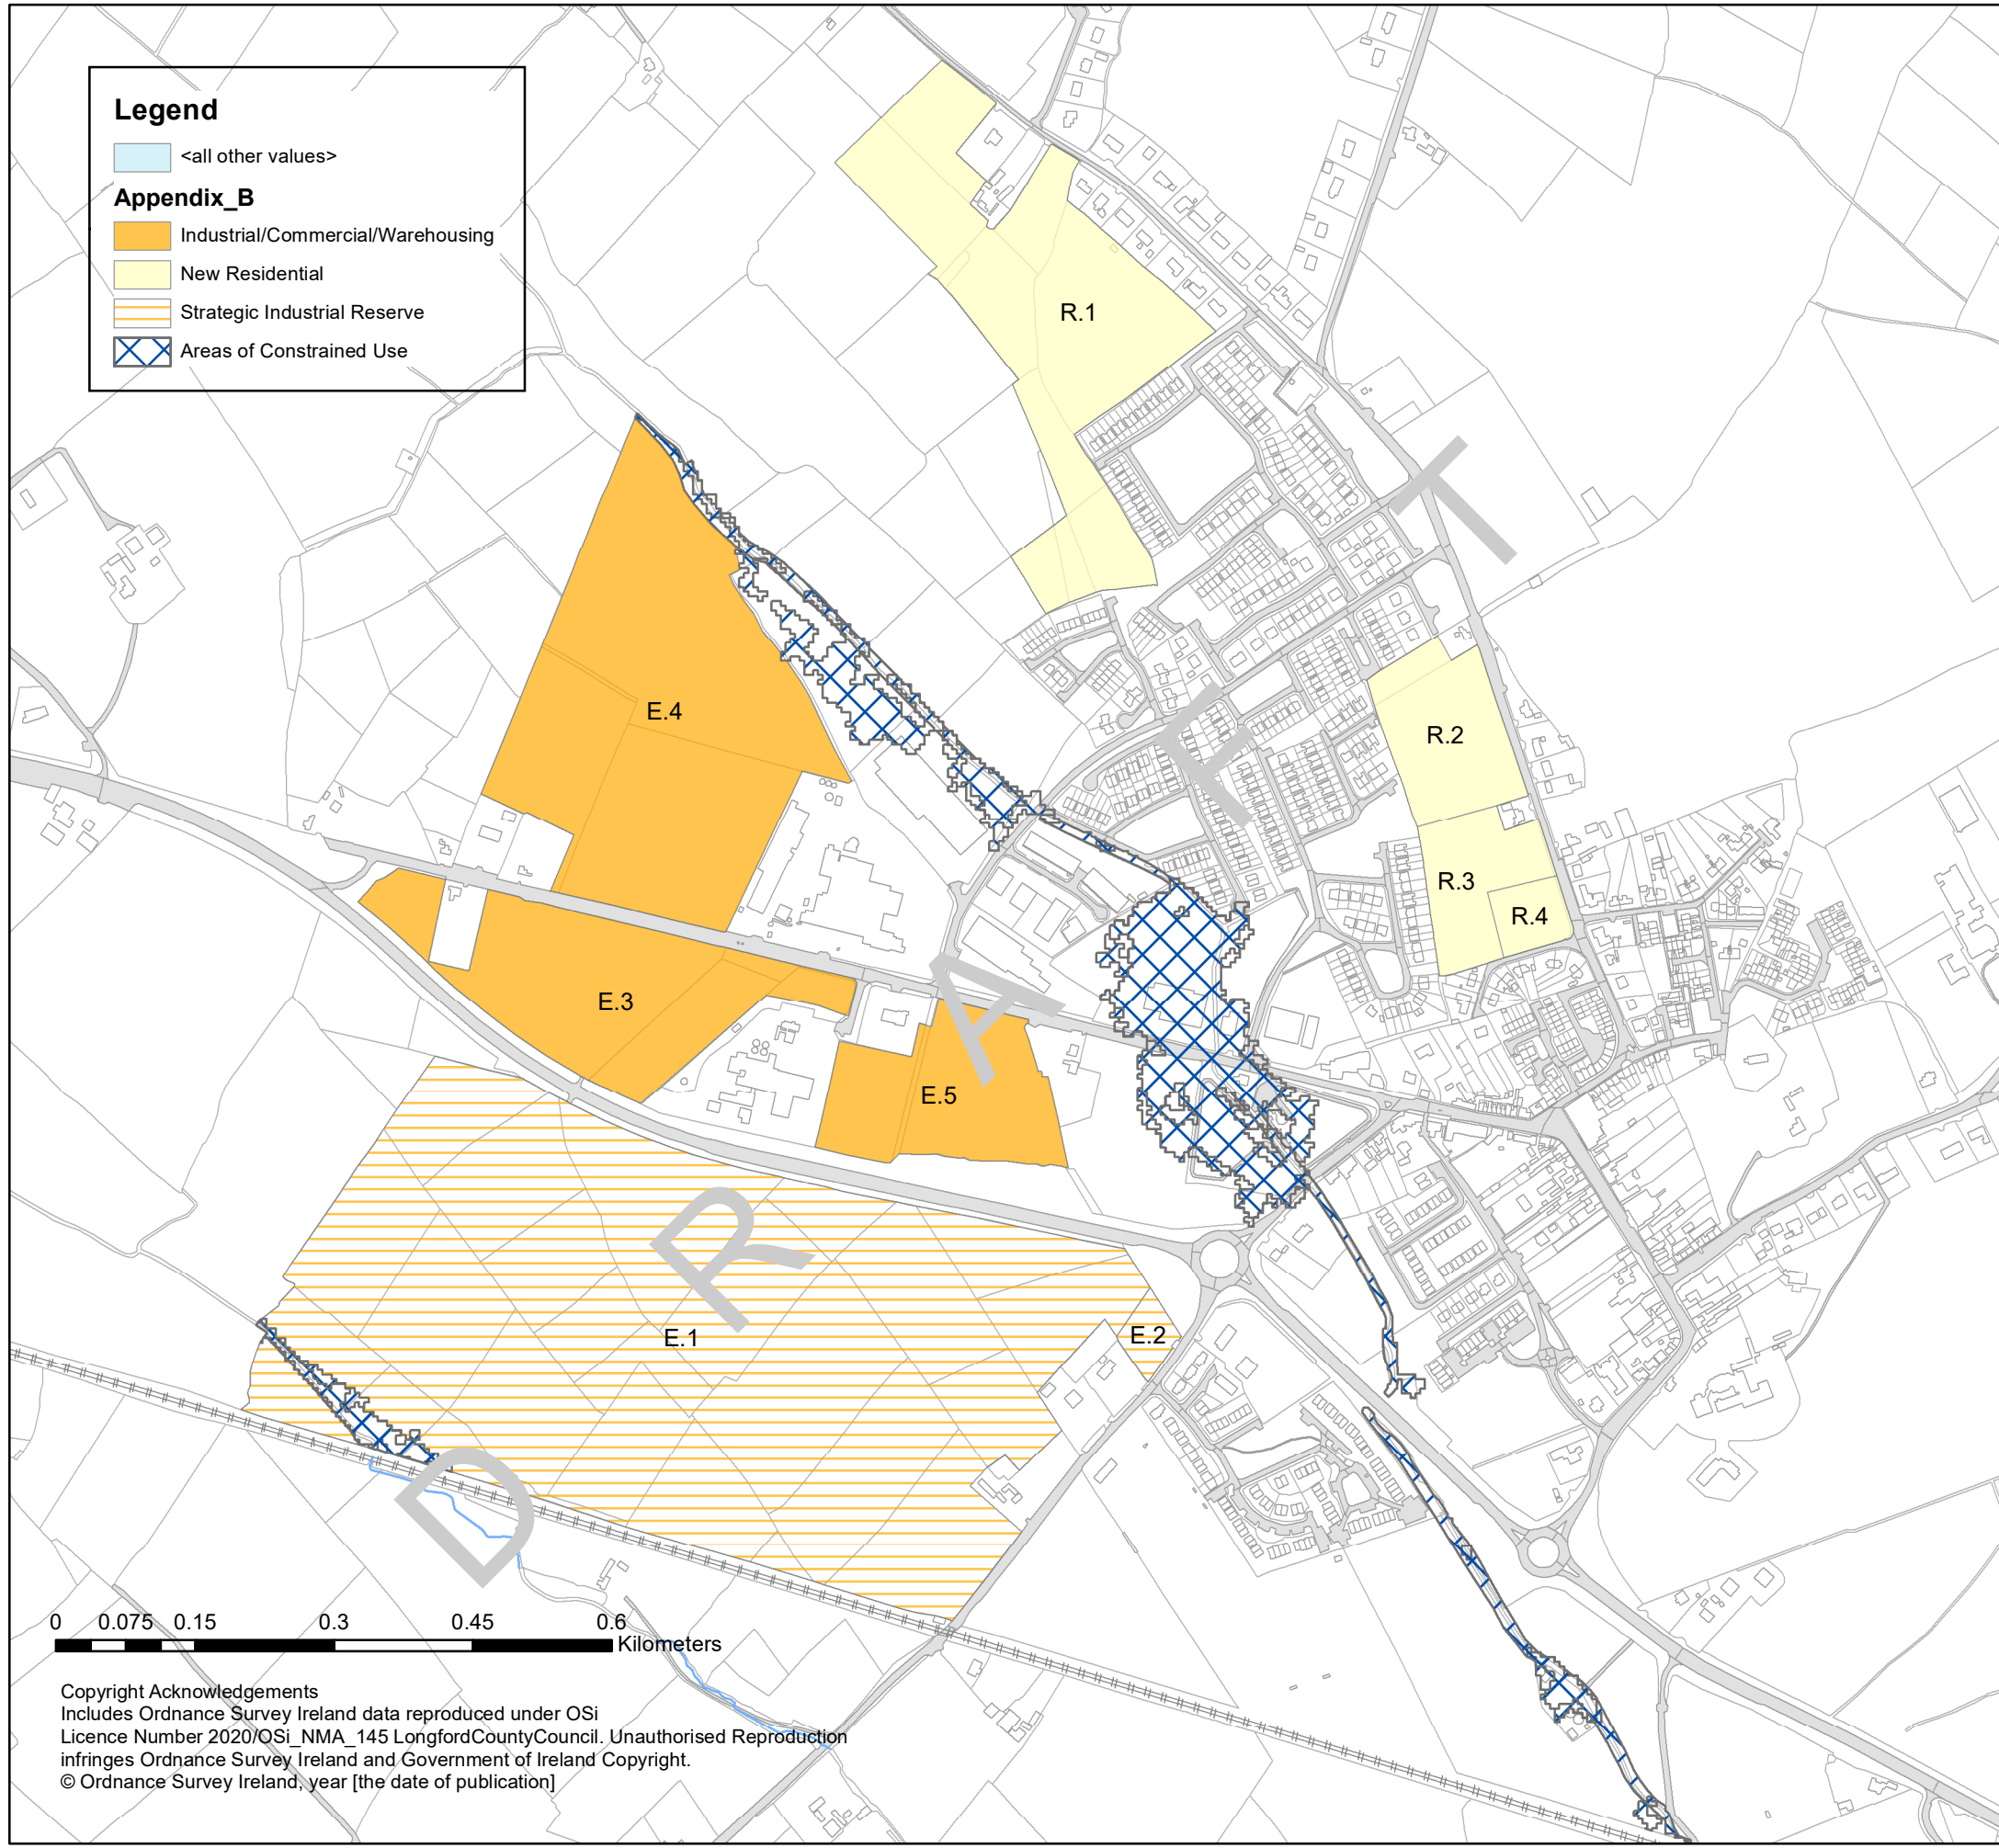 Legend
<all other values>
Appendix_B
Industrial/Commercial/Warehousing
New Residential
Strategic Industrial Reserve
Areas of Constrained Use
R.1
R.2
R.3
R.4
E.4
E.3
E.5
E.1
E.2
DRAFT
0 0.075 0.15 0.3 0.45 0.6
Kilometers
Copyright Acknowledgements
Includes Ordnance Survey Ireland data reproduced under OSi
Licence Number 2020/OSi_NMA_145 LongfordCountyCouncil. Unauthorised Reproduction
infringes Ordnance Survey Ireland and Government of Ireland Copyright.
© Ordnance Survey Ireland, year [the date of publication]